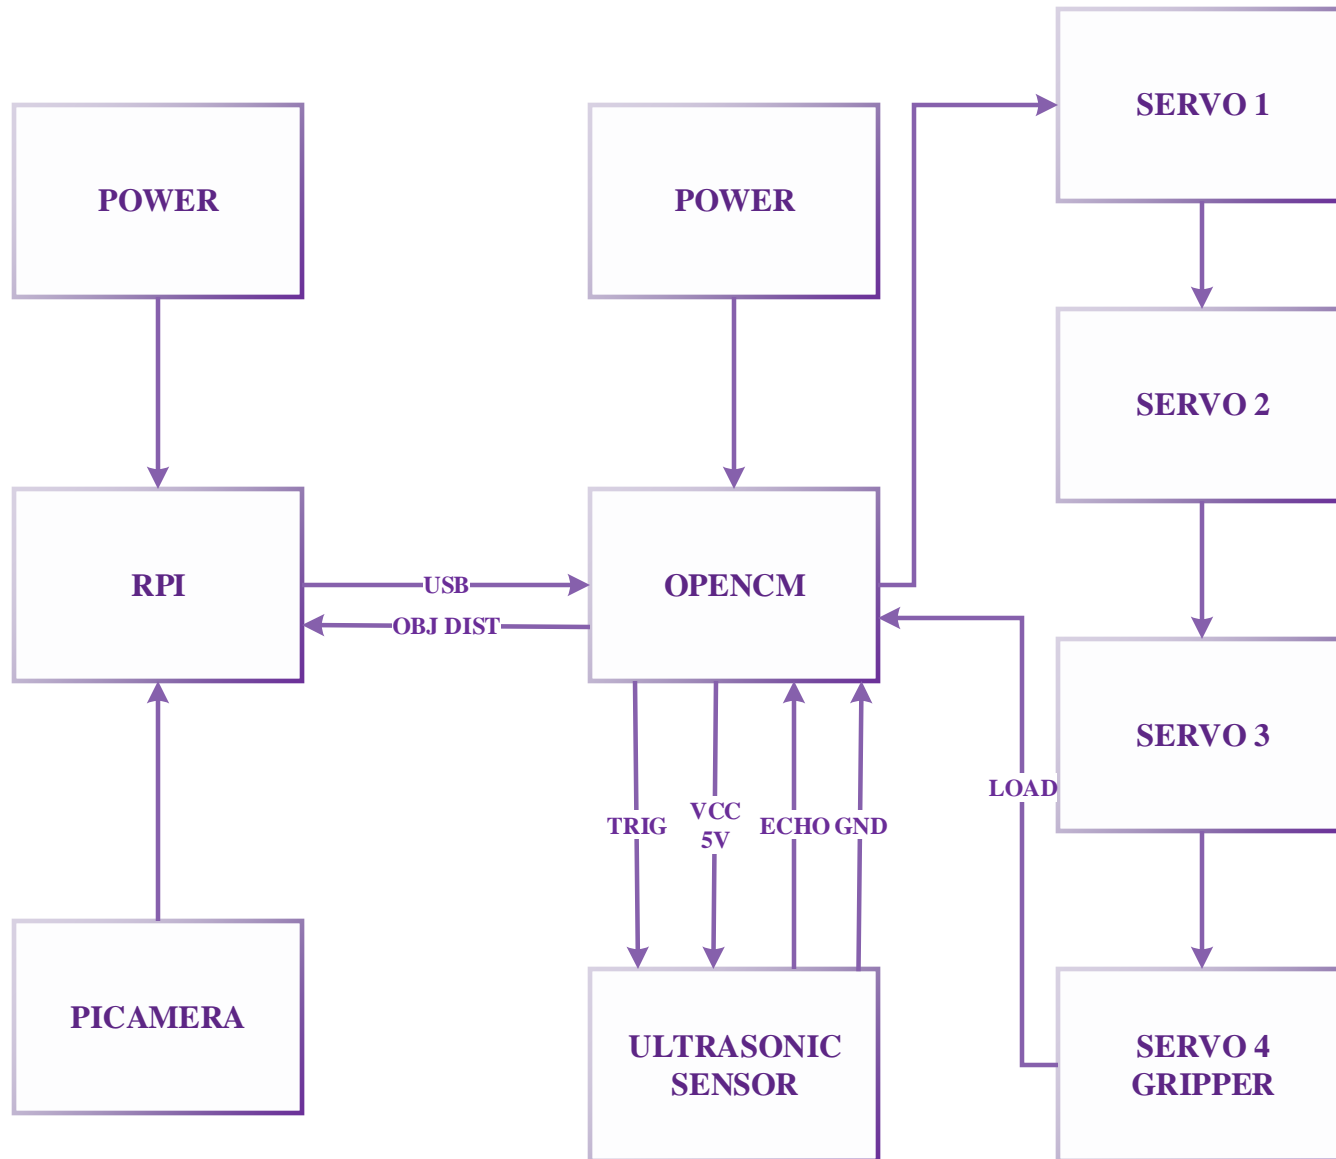 SERVO 1
POWER
POWER
SERVO 2
RPI
USB
OBJ DIST
OPENCM
SERVO 3
LOAD
TRIG
VCC
5V
ECHO
GND
PICAMERA
ULTRASONIC
SENSOR
SERVO 4
GRIPPER